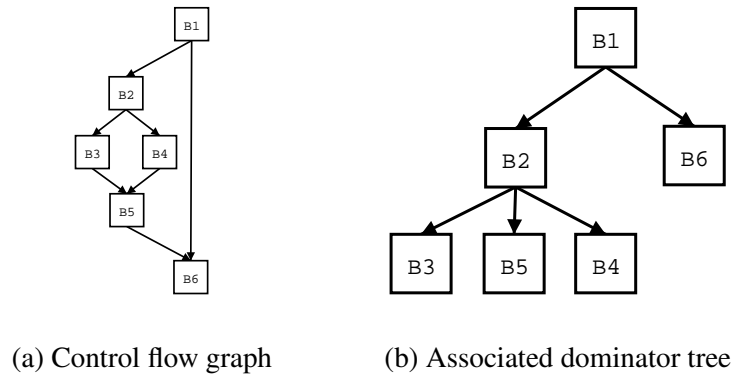 B1
B2
B3 B4
B5
B6
B1
B2 B6
B3 B5 B4
(a) Control flow graph
(b) Associated dominator tree